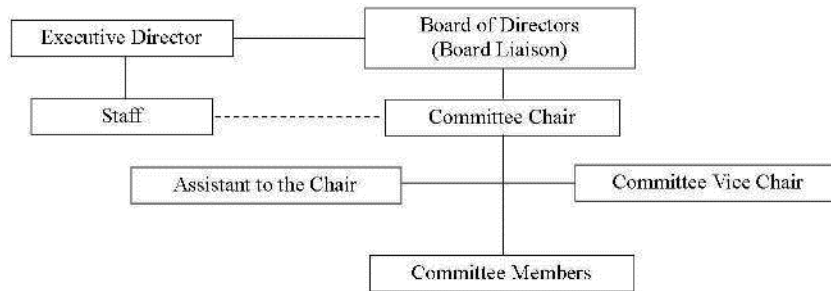 Executive Director
Board of Directors
(Board Liaison)
Staff
Committee Chair
Assistant to the Chair
Committee Vice Chair
Committee Members